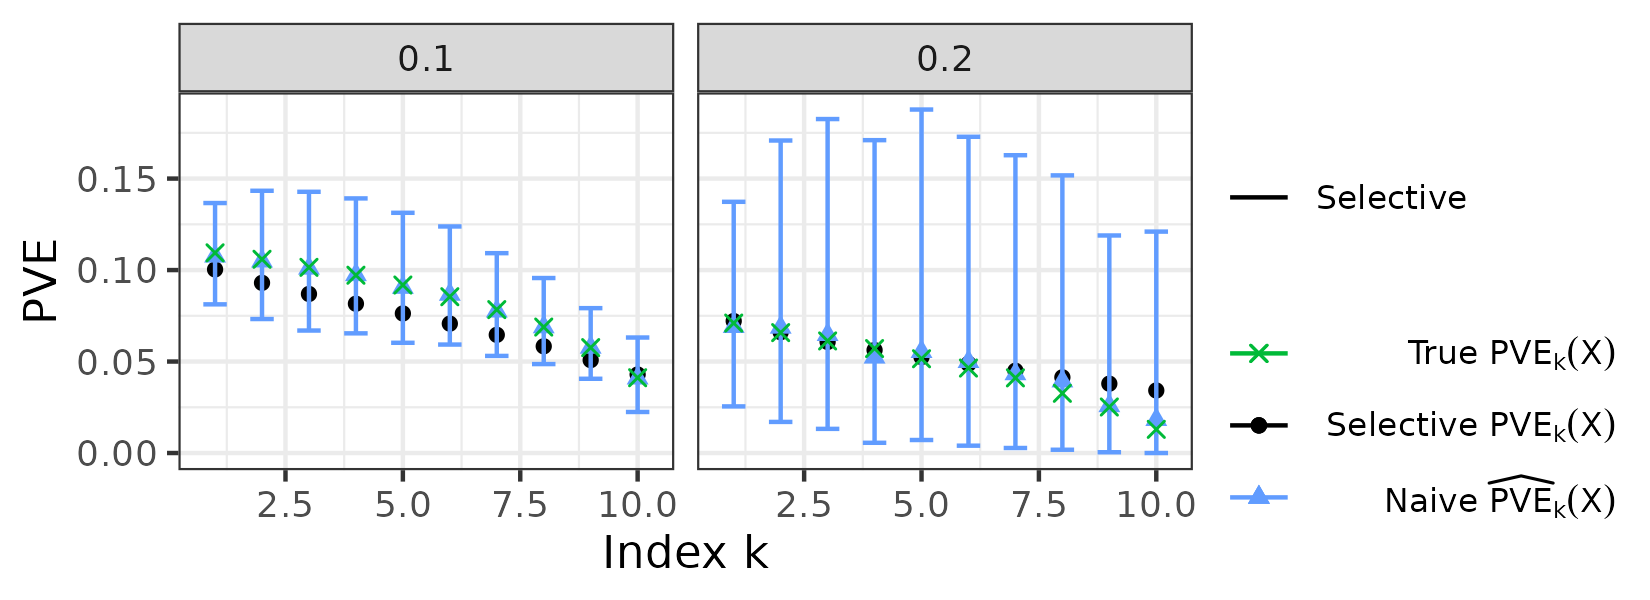 0.1
0.2
PVE
0.15
0.10
0.05
0.00
2.5 5.0 7.5 10.0
2.5 5.0 7.5 10.0
Index k
Selective
True PVEₖ(X)
Selective PVEₖ(X)
Naive P͡VEₖ(X)